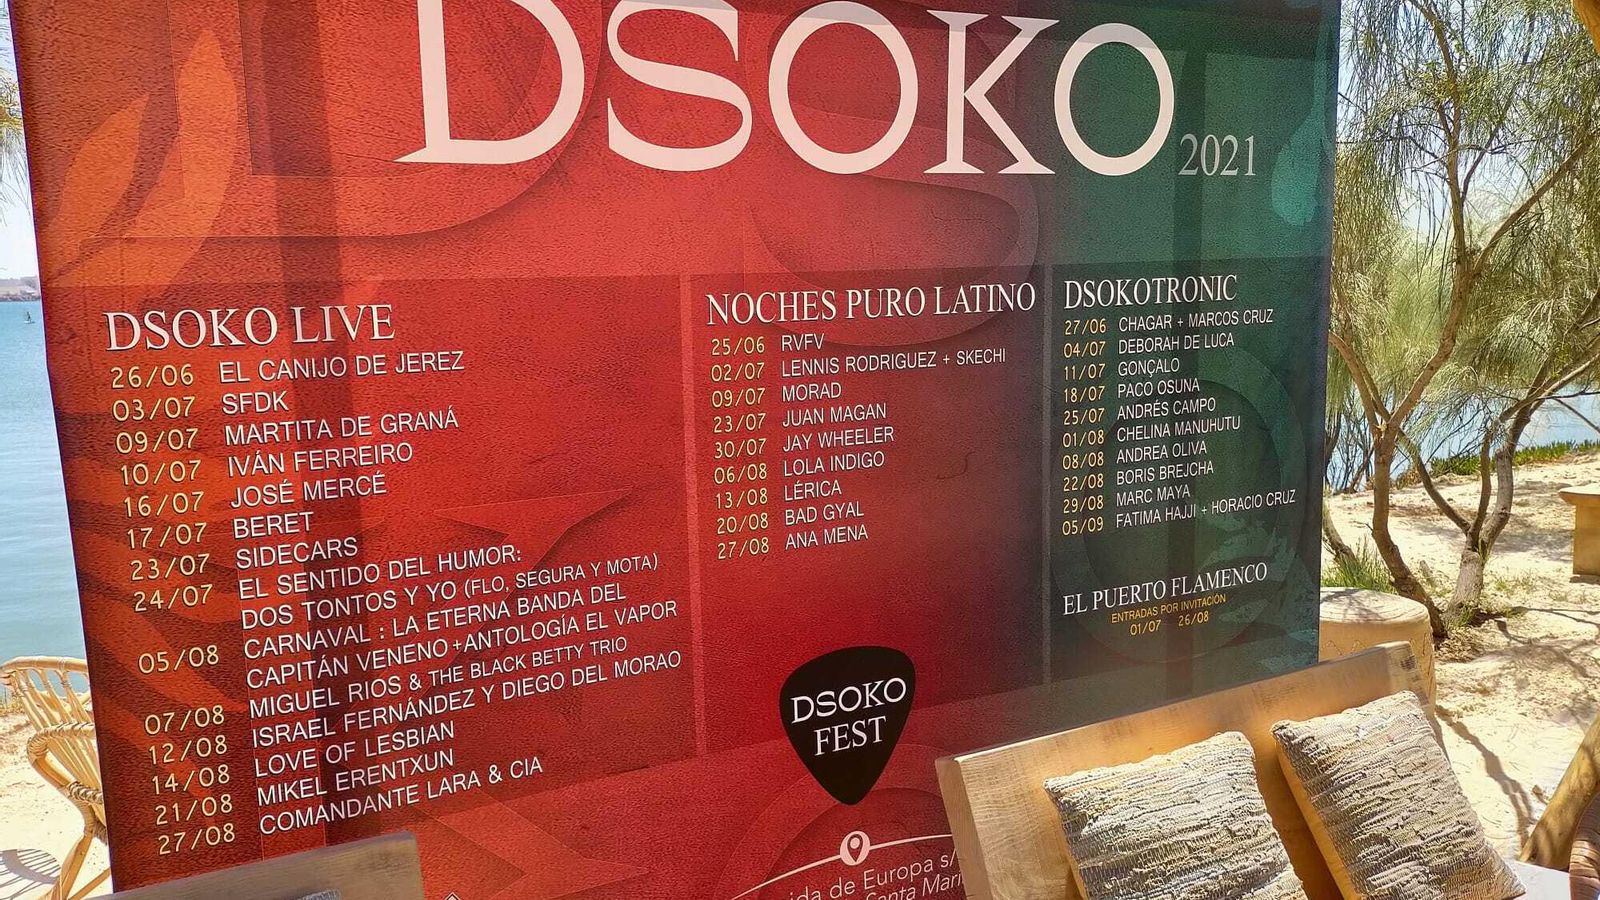 DSOKO 2021
DSOKO LIVE
26/06 EL CANIJO DE JEREZ
03/07 SFDK
09/07 MARTITA DE GRANÁ
10/07 IVÁN FERREIRO
16/07 JOSÉ MERCÉ
17/07 BERET
23/07 SIDECARS
24/07 EL SENTIDO DEL HUMOR:
DOS TONTOS Y YO (FLO, SEGURA Y MOTA)
05/08 CARNAVAL : LA ETERNA BANDA DEL
CAPITÁN VENENO+ANTOLOGÍA EL VAPOR
07/08 MIGUEL RIOS & THE BLACK BETTY TRIO
12/08 ISRAEL FERNÁNDEZ Y DIEGO DEL MORAO
14/08 LOVE OF LESBIAN
21/08 MIKEL ERENTXUN
27/08 COMANDANTE LARA & CIA
NOCHES PURO LATINO
25/06 RVFV
02/07 LENNIS RODRIGUEZ + SKECHI
09/07 MORAD
23/07 JUAN MAGAN
30/07 JAY WHEELER
06/08 LOLA INDIGO
13/08 LÉRICA
20/08 BAD GYAL
27/08 ANA MENA
DSOKOTRONIC
27/06 CHAGAR + MARCOS CRUZ
04/07 DEBORAH DE LUCA
11/07 GONÇALO
18/07 PACO OSUNA
25/07 ANDRÉS CAMPO
01/08 CHELINA MANUHUTU
08/08 ANDREA OLIVA
22/08 BORIS BREJCHA
29/08 MARC MAYA
05/09 FATIMA HAJJI + HORACIO CRUZ
EL PUERTO FLAMENCO
ENTRADAS POR INVITACIÓN
01/07 26/08
DSOKO
FEST
ida de Europa s/
Santa Mari